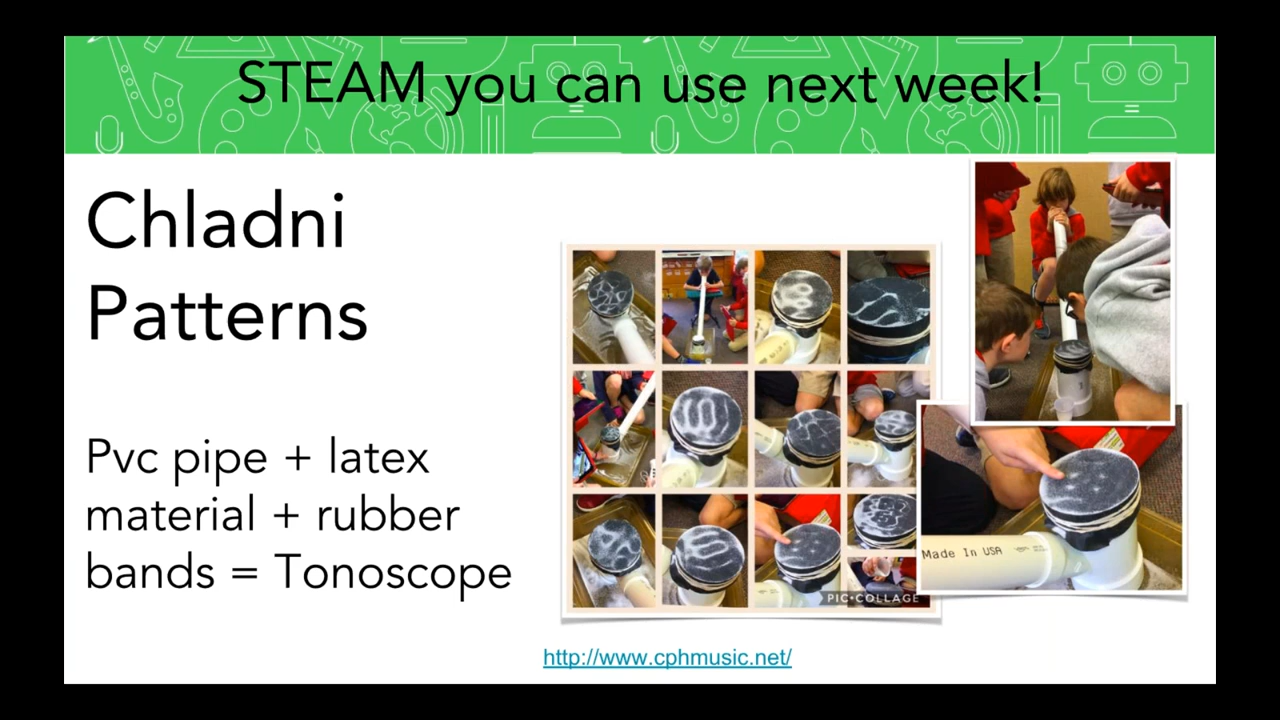 STEAM you can use next week!
Chladni
Patterns
Pvc pipe + latex
material + rubber
bands = Tonoscope
Made In USA
PIC•COLLAGE
http://www.cphmusic.net/